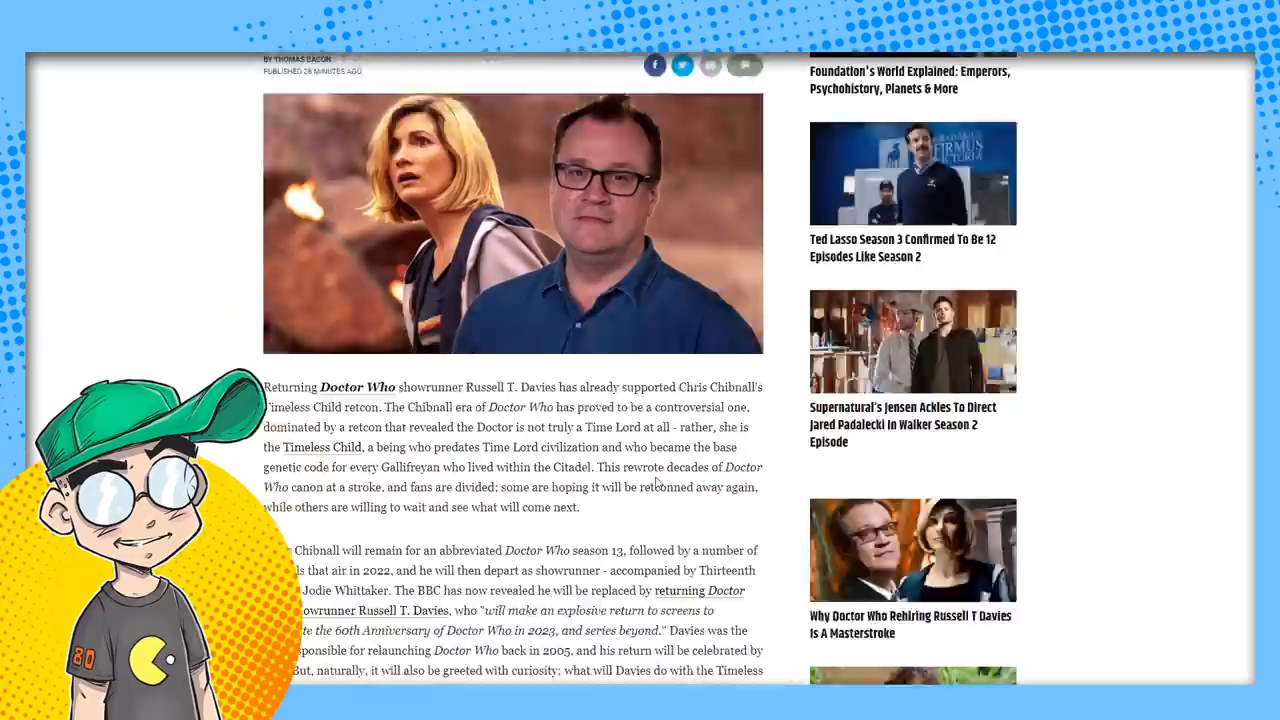 BY THOMAS BACON
PUBLISHED 28 MINUTES AGO
Returning Doctor Who showrunner Russell T. Davies has already supported Chris Chibnall's
Timeless Child retcon. The Chibnall era of Doctor Who has proved to be a controversial one,
dominated by a retcon that revealed the Doctor is not truly a Time Lord at all - rather, she is
the Timeless Child, a being who predates Time Lord civilization and who became the base
genetic code for every Gallifreyan who lived within the Citadel. This rewrote decades of Doctor
Who canon at a stroke, and fans are divided; some are hoping it will be retconned away again,
while others are willing to wait and see what will come next.
Chibnall will remain for an abbreviated Doctor Who season 13, followed by a number of
ls that air in 2022, and he will then depart as showrunner - accompanied by Thirteenth
Jodie Whittaker. The BBC has now revealed he will be replaced by returning Doctor
owrunner Russell T. Davies, who "will make an explosive return to screens to
te the 60th Anniversary of Doctor Who in 2023, and series beyond." Davies was the
sponsible for relaunching Doctor Who back in 2005, and his return will be celebrated by
But, naturally, it will also be greeted with curiosity; what will Davies do with the Timeless
80
Foundation's World Explained: Emperors,
Psychohistory, Planets & More
FIRMUS
VICTORIA
Ted Lasso Season 3 Confirmed To Be 12
Episodes Like Season 2
Supernatural's Jensen Ackles To Direct
Jared Padalecki In Walker Season 2
Episode
Why Doctor Who Rehiring Russell T Davies
Is A Masterstroke